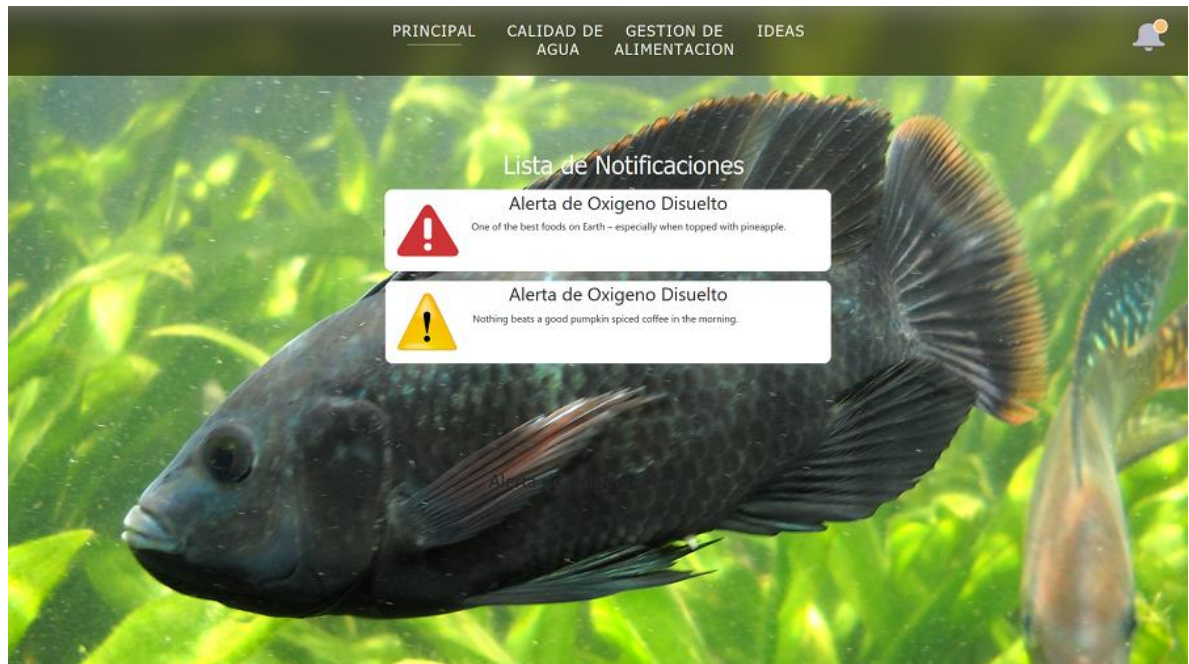 PRINCIPAL
CALIDAD DE
AGUA
GESTION DE
ALIMENTACION
IDEAS
Lista de Notificaciones
Alerta de Oxigeno Disuelto
One of the best foods on Earth – especially when topped with pineapple.
Alerta de Oxigeno Disuelto
Nothing beats a good pumpkin spiced coffee in the morning.
Alerta